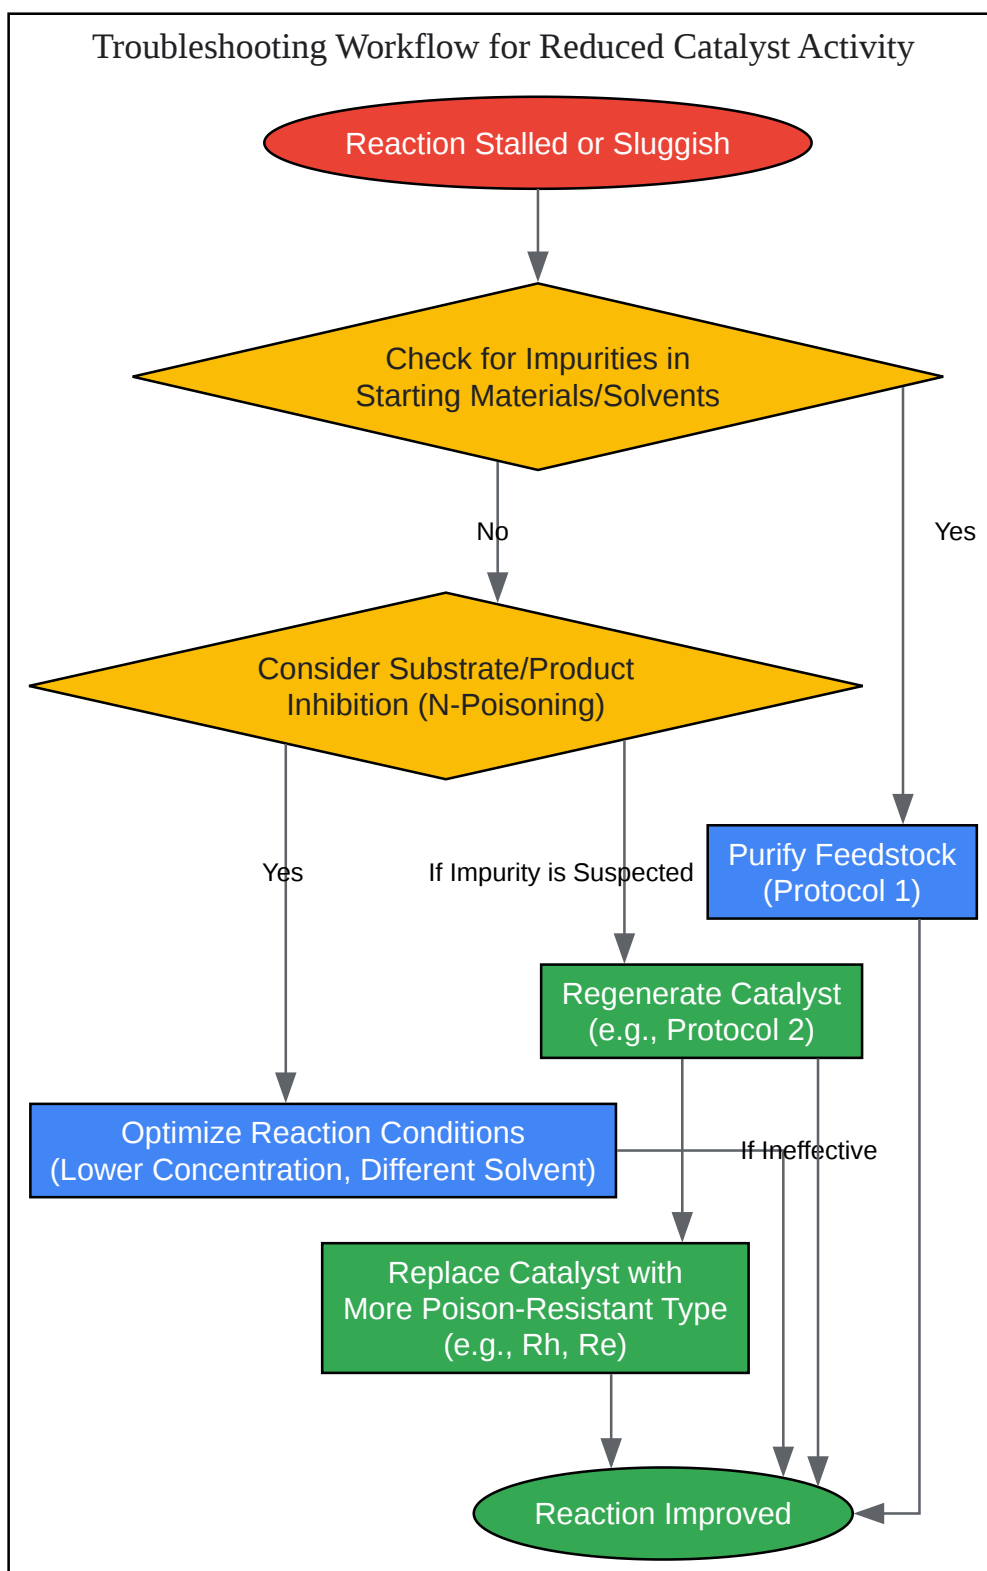 Troubleshooting Workflow for Reduced Catalyst Activity
Reaction Stalled or Sluggish
Check for Impurities in
Starting Materials/Solvents
No
Yes
Consider Substrate/Product
Inhibition (N-Poisoning)
Yes
If Impurity is Suspected
Purify Feedstock
(Protocol 1)
Regenerate Catalyst
(e.g., Protocol 2)
Optimize Reaction Conditions
(Lower Concentration, Different Solvent)
If Ineffective
Replace Catalyst with
More Poison-Resistant Type
(e.g., Rh, Re)
Reaction Improved